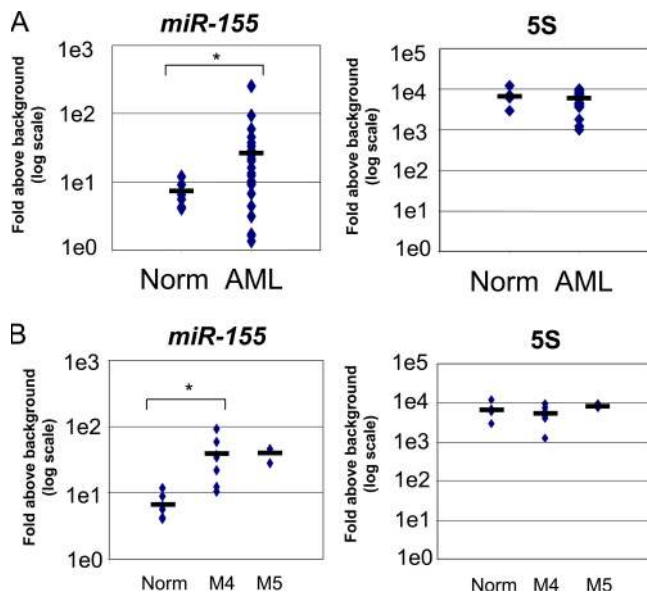 A
miR-155
5S
Fold above background
(log scale)
1e3
1e2
1e1
1e0
*
Norm AML
Fold above background
(log scale)
1e5
1e4
1e3
1e2
1e1
1e0
Norm AML
B
miR-155
5S
Fold above background
(log scale)
1e3
1e2
1e1
1e0
*
Norm M4 M5
Fold above background
(log scale)
1e5
1e4
1e3
1e2
1e1
1e0
Norm M4 M5